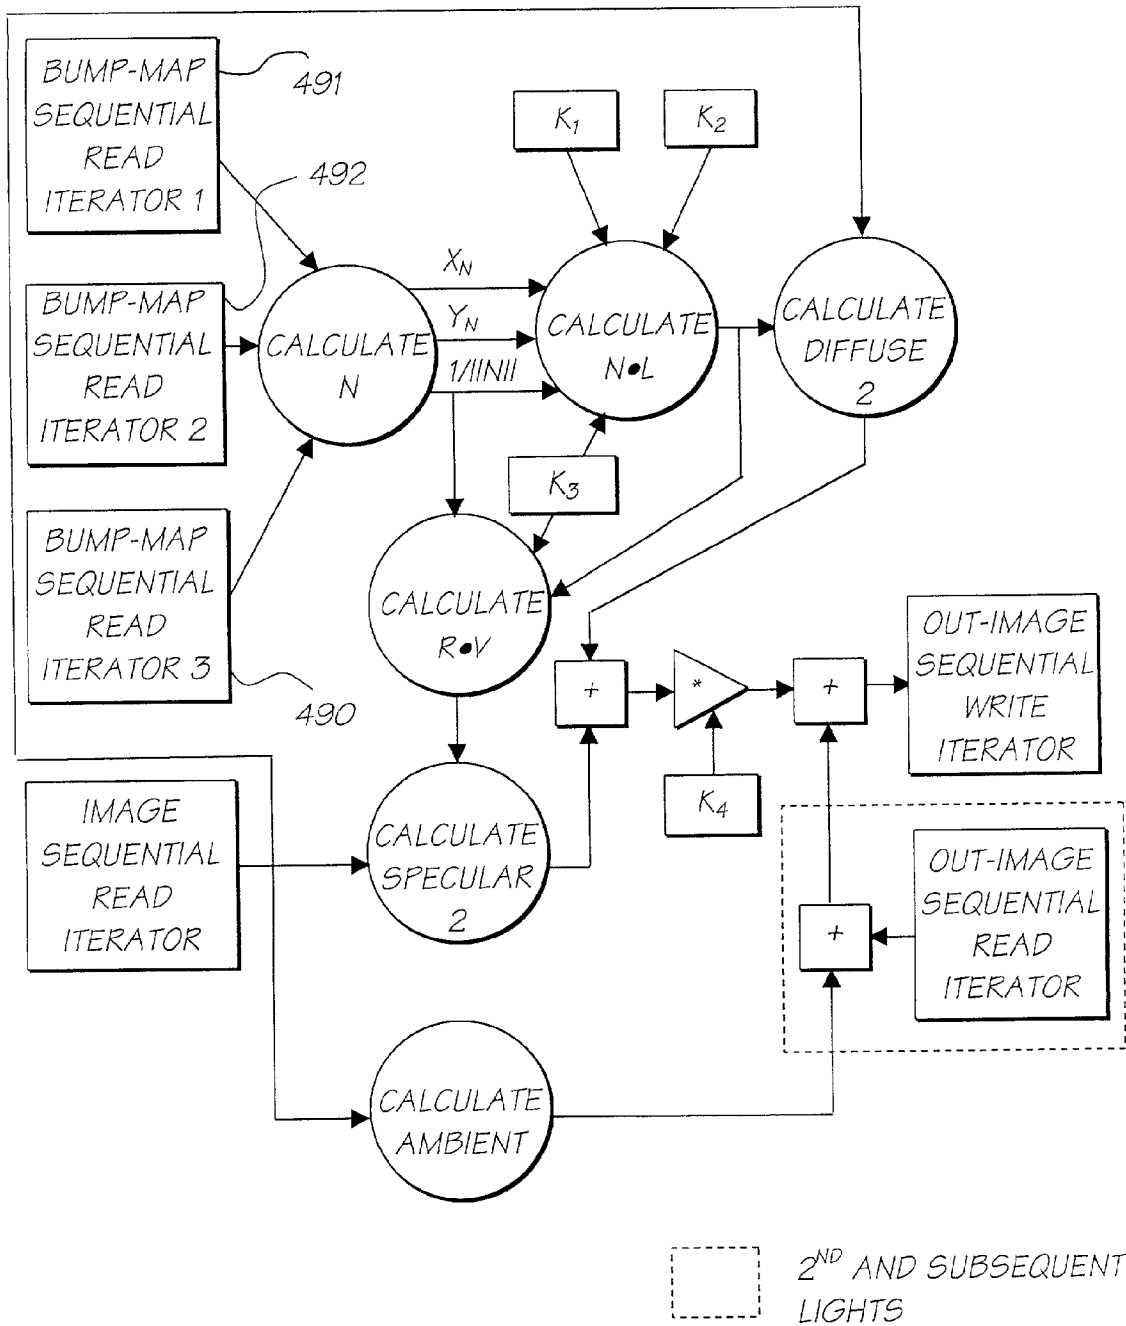 BUMP-MAP
SEQUENTIAL
READ
ITERATOR 1
491
K1
K2
492
BUMP-MAP
SEQUENTIAL
READ
ITERATOR 2
CALCULATE
N
XN
YN
1/||N||
CALCULATE
N•L
CALCULATE
DIFFUSE
2
K3
BUMP-MAP
SEQUENTIAL
READ
ITERATOR 3
490
CALCULATE
R•V
+
*
+
OUT-IMAGE
SEQUENTIAL
WRITE
ITERATOR
K4
IMAGE
SEQUENTIAL
READ
ITERATOR
CALCULATE
SPECULAR
2
+
OUT-IMAGE
SEQUENTIAL
READ
ITERATOR
CALCULATE
AMBIENT
2ND AND SUBSEQUENT
LIGHTS